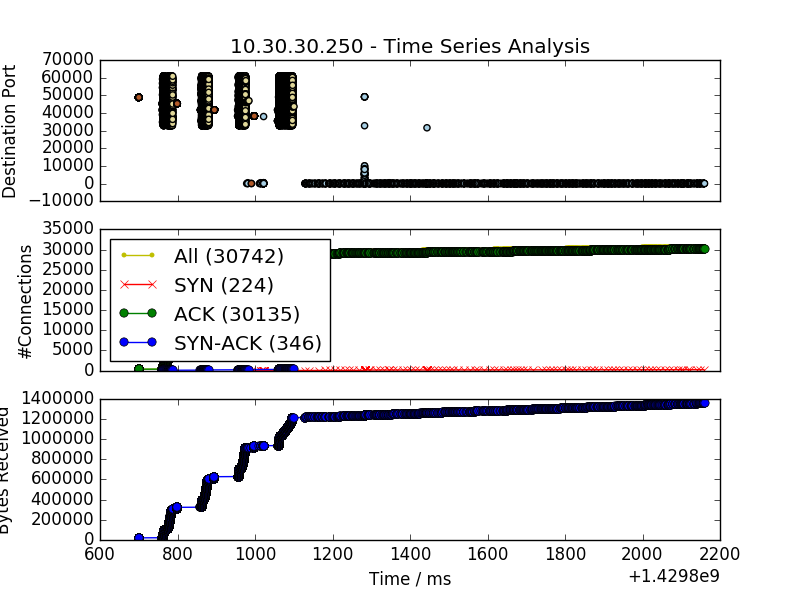 10.30.30.250 - Time Series Analysis
70000
60000
50000
40000
30000
20000
10000
0
−10000
Destination Port
35000
30000
25000
20000
15000
10000
5000
0
#Connections
All (30742)
SYN (224)
ACK (30135)
SYN-ACK (346)
1400000
1200000
1000000
800000
600000
400000
200000
0
Bytes Received
600 800 1000 1200 1400 1600 1800 2000 2200
Time / ms
+1.4298e9